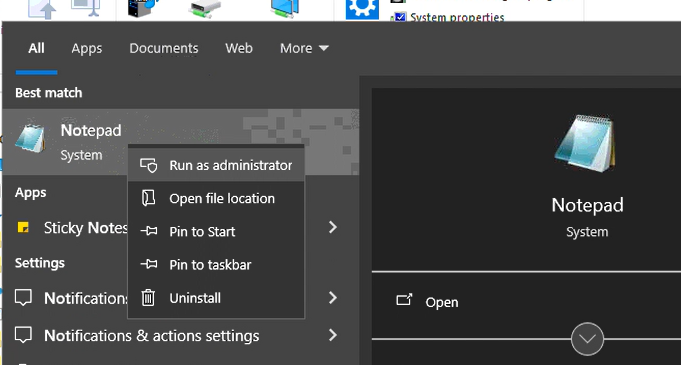 System properties
All Apps Documents Web More
Best match
Notepad
System
Run as administrator
Open file location
Pin to Start
Pin to taskbar
Uninstall
Apps
Sticky Notes
Settings
Notifications
Notifications & actions settings
Notepad
System
Open